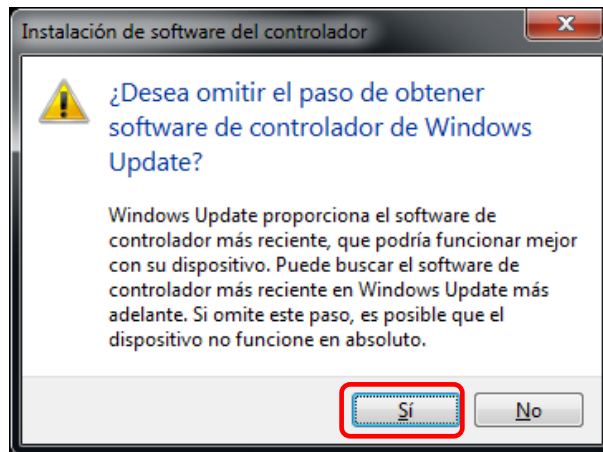 Instalación de software del controlador
¿Desea omitir el paso de obtener
software de controlador de Windows
Update?
Windows Update proporciona el software de
controlador más reciente, que podría funcionar mejor
con su dispositivo. Puede buscar el software de
controlador más reciente en Windows Update más
adelante. Si omite este paso, es posible que el
dispositivo no funcione en absoluto.
Sí
No